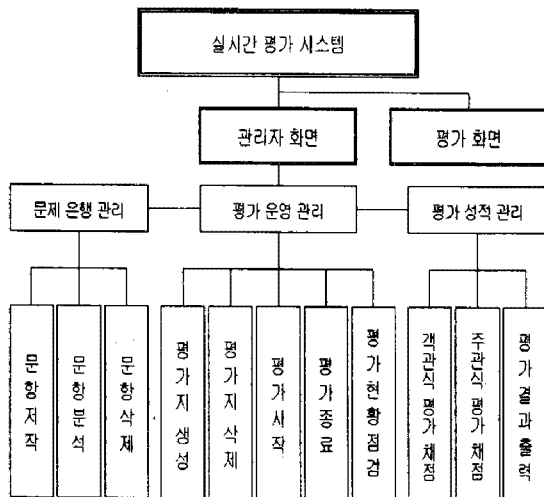 실시간 평가 시스템
관리자 화면
평가 화면
문제 은행 관리
평가 운영 관리
평가 성적 관리
문항저작
문항분석
문항삭제
평가지 생성
평가지 삭제
평가시작
평가종료
평가현황점검
객관식 평가 채점
주관식 평가 채점
평가결과출력